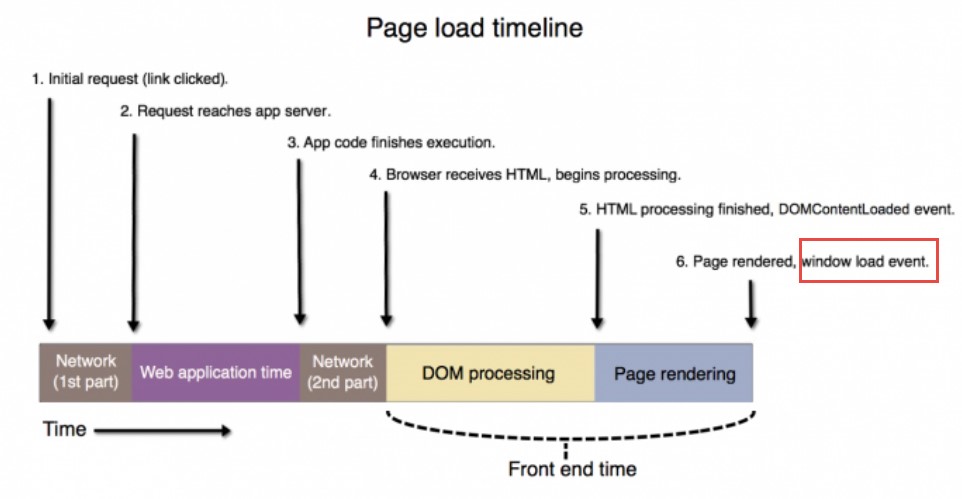 Page load timeline
1. Initial request (link clicked).
2. Request reaches app server.
3. App code finishes execution.
4. Browser receives HTML, begins processing.
5. HTML processing finished, DOMContentLoaded event.
6. Page rendered, window load event.
Network
(1st part)
Web application time
Network
(2nd part)
DOM processing
Page rendering
Time
Front end time